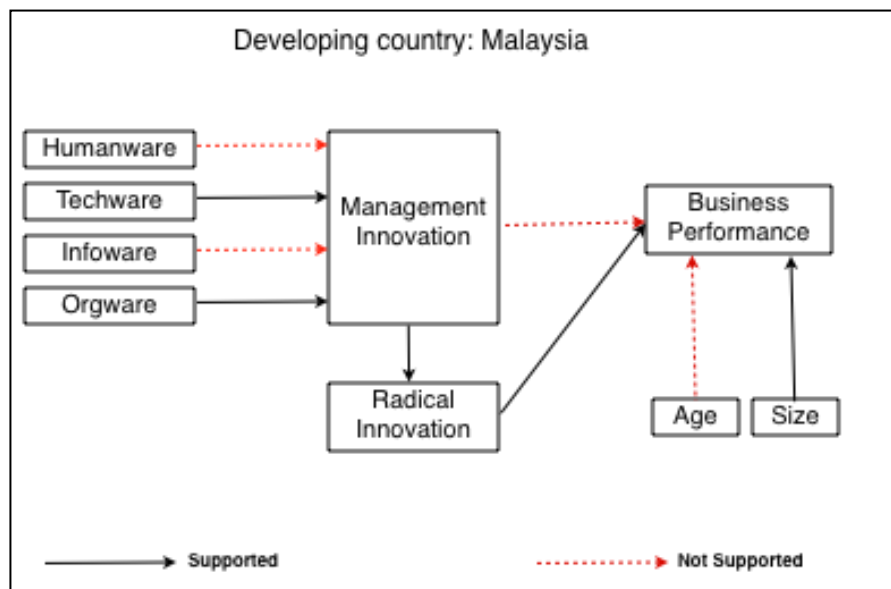 Developing country: Malaysia
Humanware
Techware
Infoware
Orgware
Management
Innovation
Business
Performance
Radical
Innovation
Age
Size
Supported
Not Supported